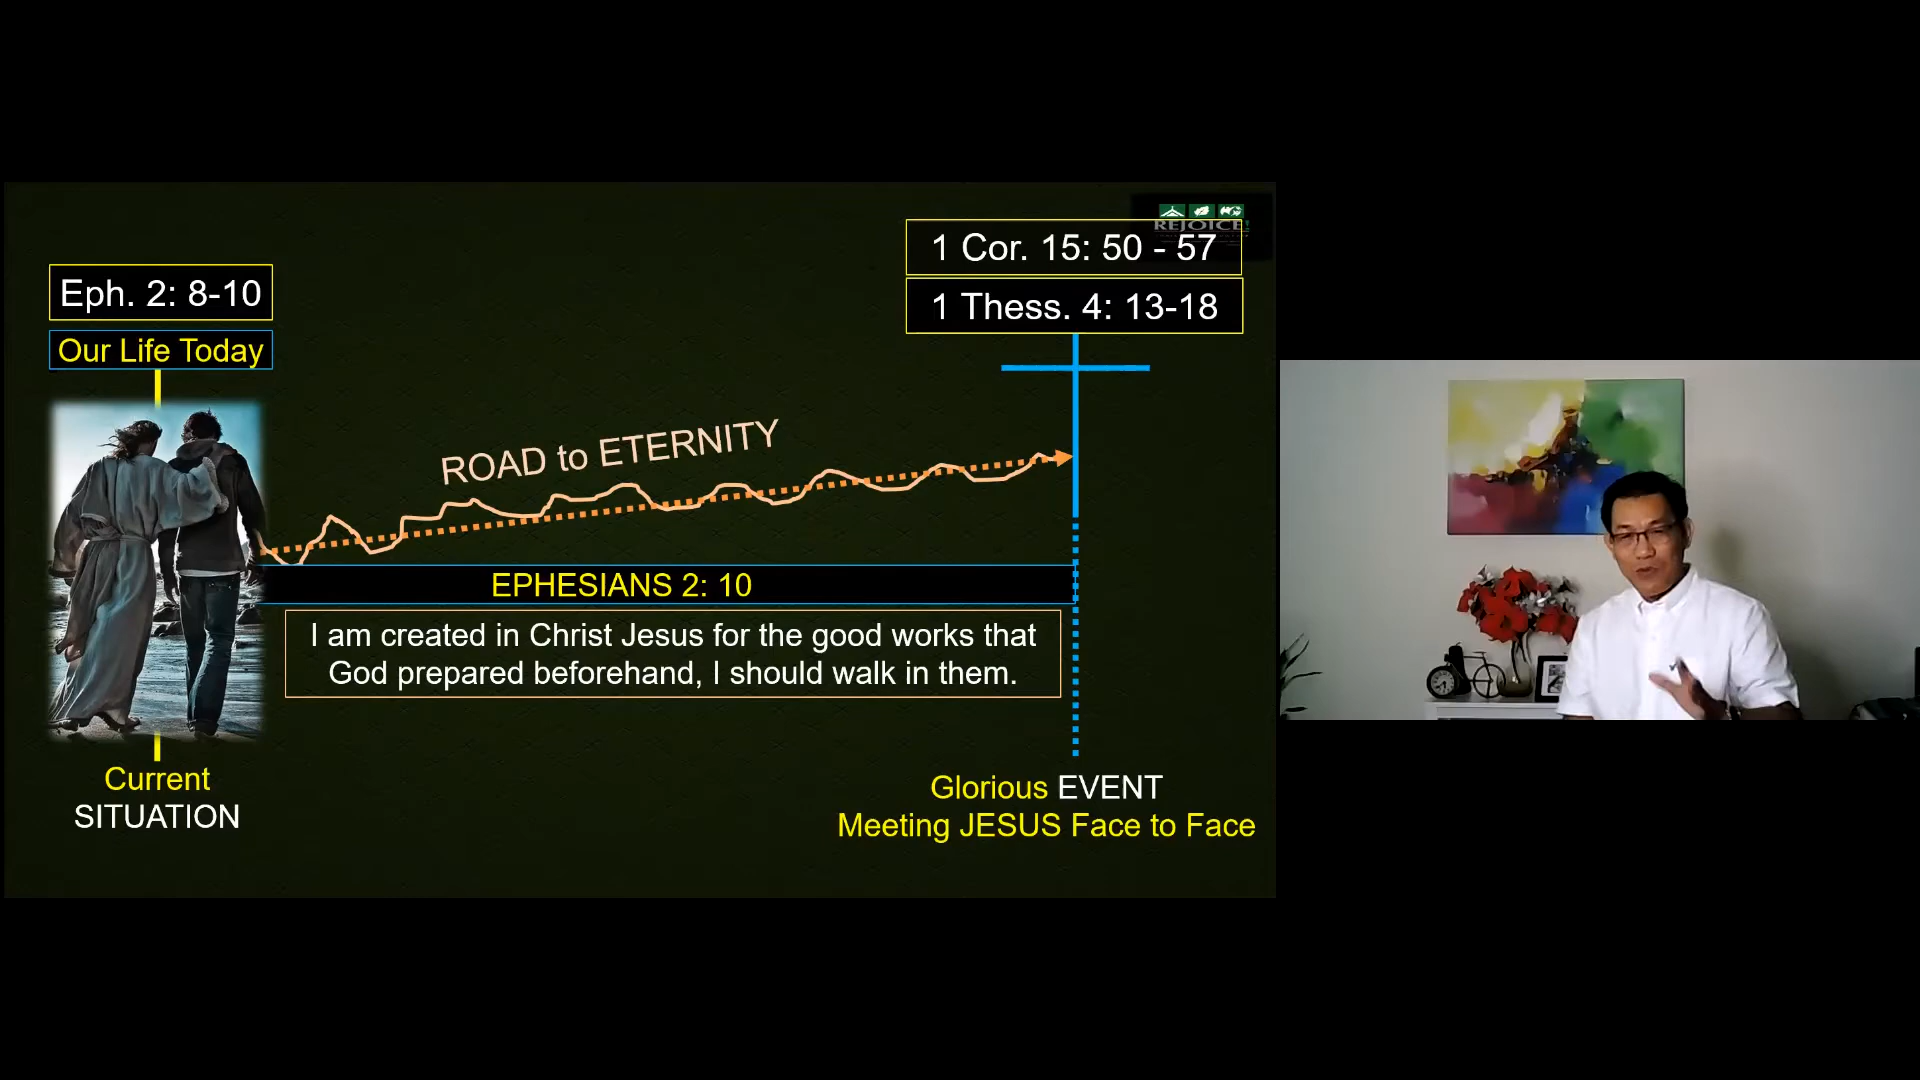 REJOICE!
1 Cor. 15: 50 - 57
1 Thess. 4: 13-18
Eph. 2: 8-10
Our Life Today
ROAD to ETERNITY
EPHESIANS 2: 10
I am created in Christ Jesus for the good works that
God prepared beforehand, I should walk in them.
Current
SITUATION
Glorious EVENT
Meeting JESUS Face to Face